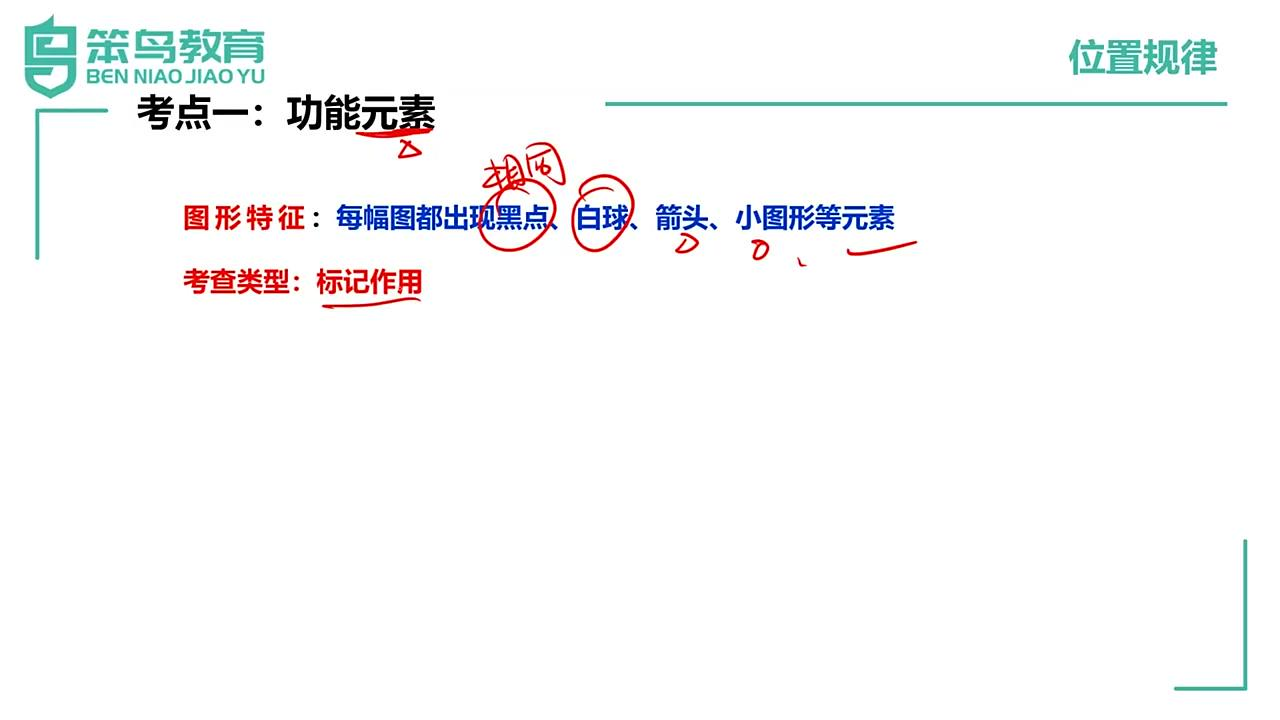 笨鸟教育
BEN NIAO JIAO YU
位置规律
考点一：功能元素
相同
图形特征：每幅图都出现黑点、白球、箭头、小图形等元素
考查类型：标记作用